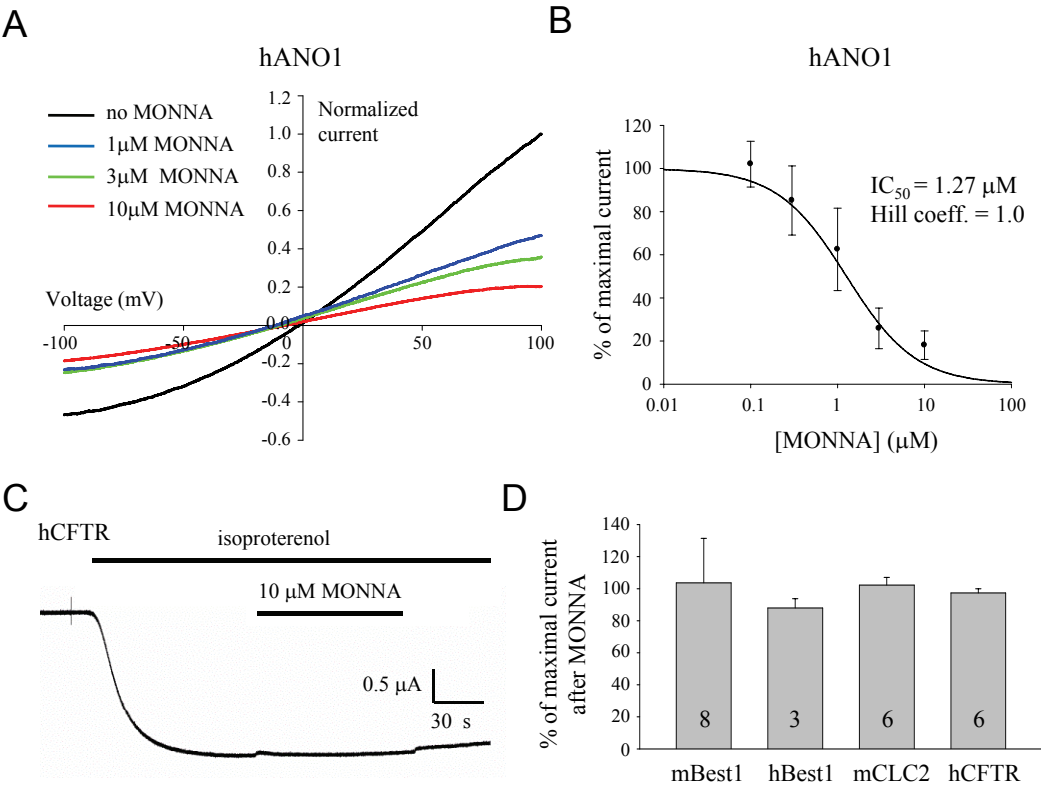 A
hANO1
no MONNA
1μM MONNA
3μM MONNA
10μM MONNA
Normalized
current
1.2
1.0
0.8
0.6
0.4
0.2
0.0
-0.2
-0.4
-0.6
Voltage (mV)
-100
-50
0
50
100
B
hANO1
% of maximal current
120
100
80
60
40
20
0
IC50 = 1.27 μM
Hill coeff. = 1.0
0.01
0.1
1
10
100
[MONNA] (μM)
C
hCFTR
isoproterenol
10 μM MONNA
0.5 μA
30 s
D
% of maximal current
after MONNA
140
120
100
80
60
40
20
0
8
3
6
6
mBest1
hBest1
mCLC2
hCFTR